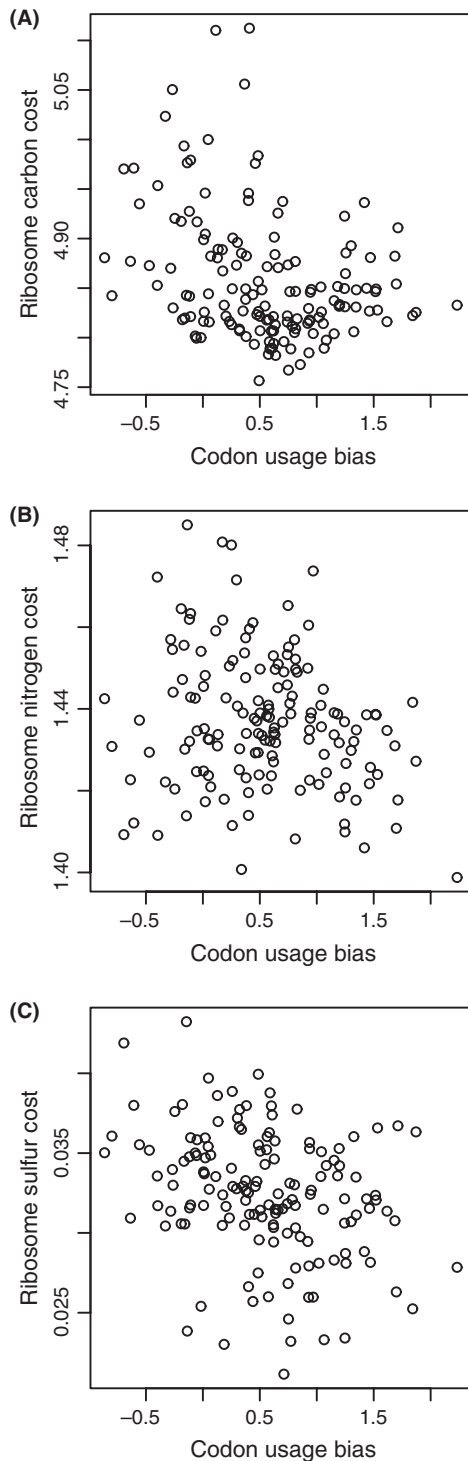 (A)
Ribosome carbon cost
5.05
4.90
4.75
−0.5 0.5 1.5
Codon usage bias
(B)
Ribosome nitrogen cost
1.48
1.44
1.40
−0.5 0.5 1.5
Codon usage bias
(C)
Ribosome sulfur cost
0.035
0.025
−0.5 0.5 1.5
Codon usage bias